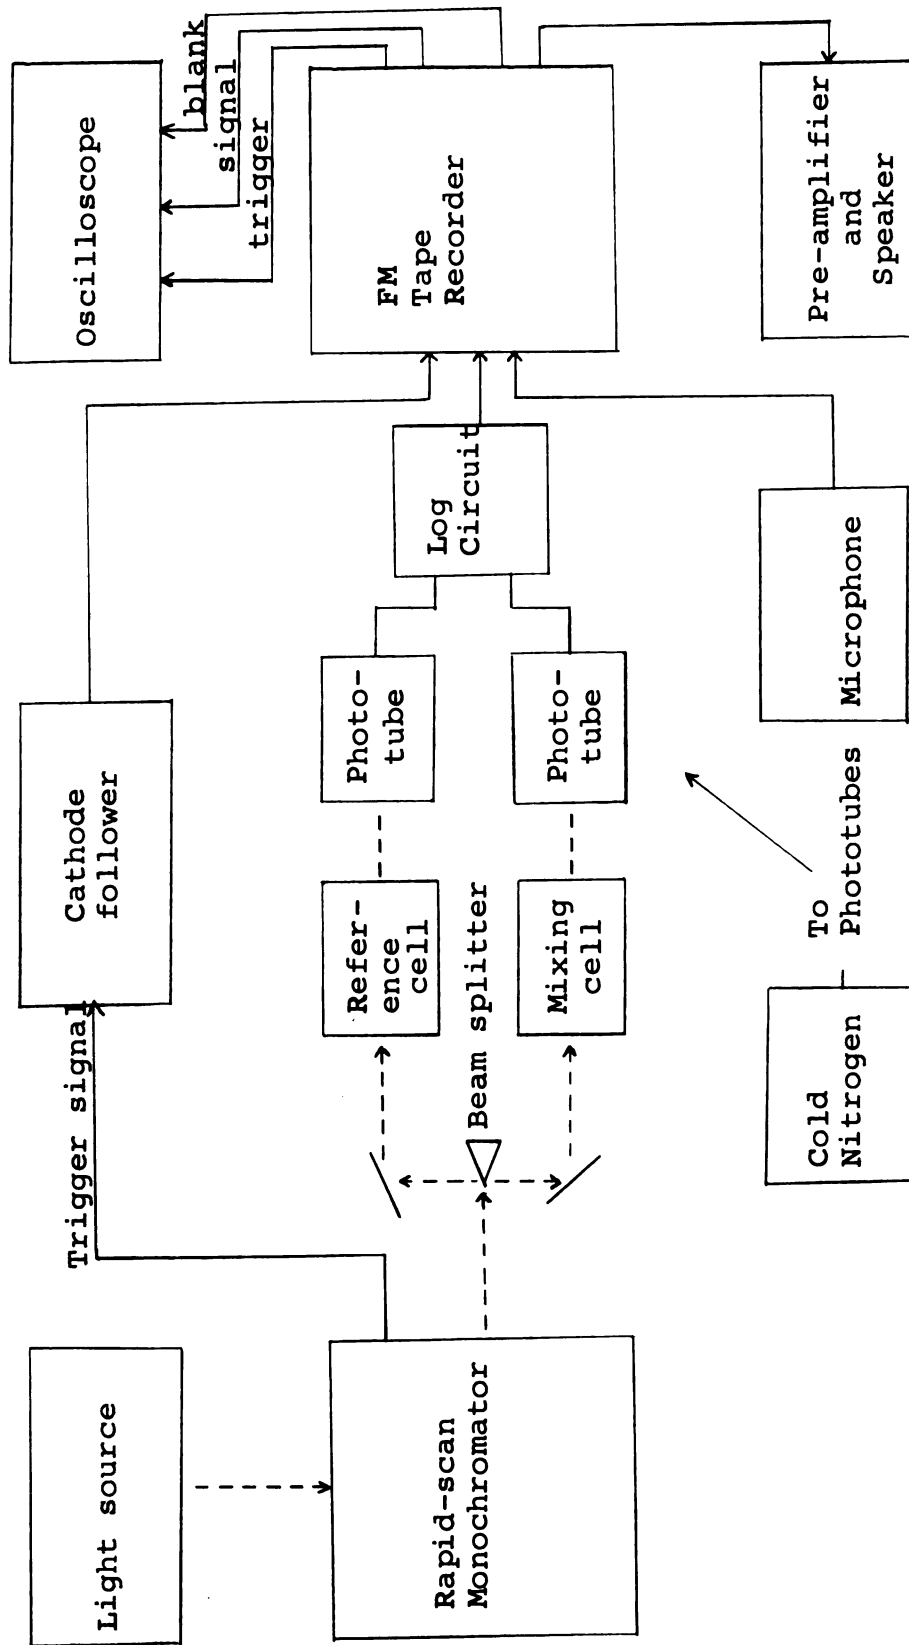 Light source
Rapid-scan
Monochromator
Trigger signal
Cathode
follower
Beam splitter
Refer-
ence
cell
Mixing
cell
Photo-
tube
Photo-
tube
Log
Circuit
FM
Tape
Recorder
Oscilloscope
blank
signal
trigger
Pre-amplifier
and
Speaker
Microphone
To
Phototubes
Cold
Nitrogen